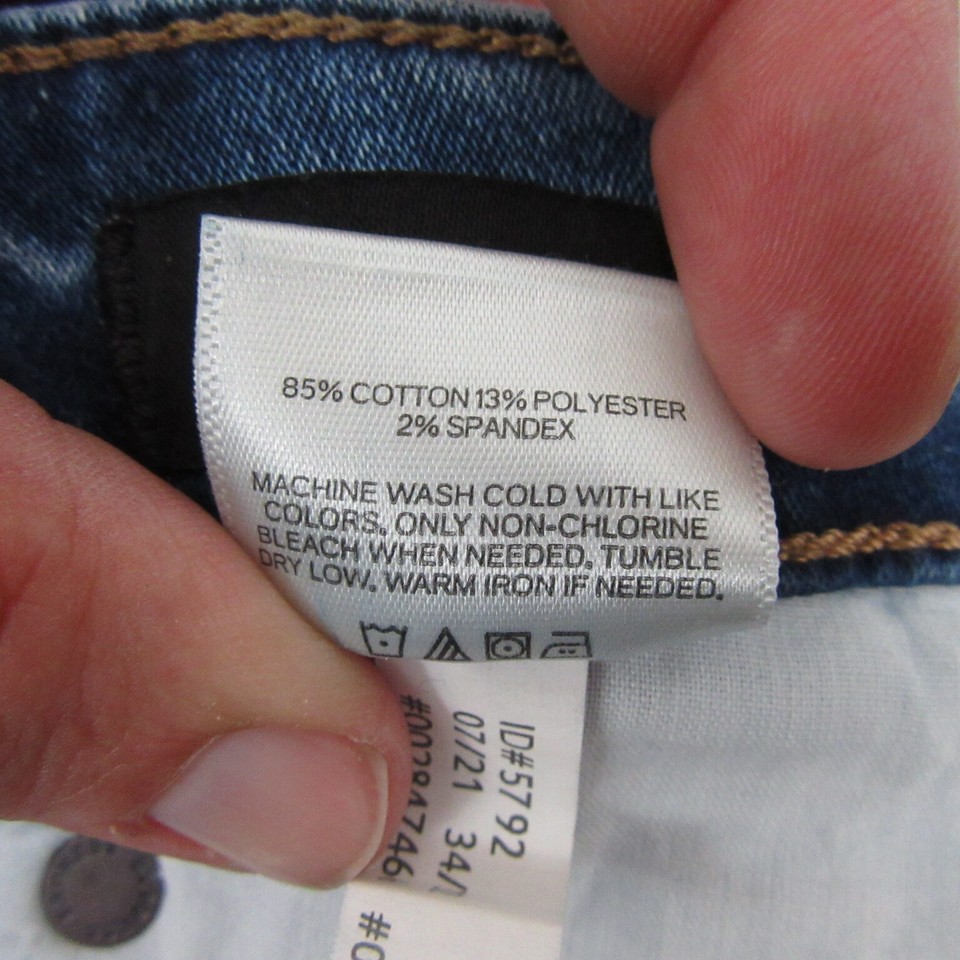 85% COTTON 13% POLYESTER
2% SPANDEX
MACHINE WASH COLD WITH LIKE
COLORS. ONLY NON-CHLORINE
BLEACH WHEN NEEDED. TUMBLE
DRY LOW. WARM IRON IF NEEDED.
ID#5792
07/21 34/